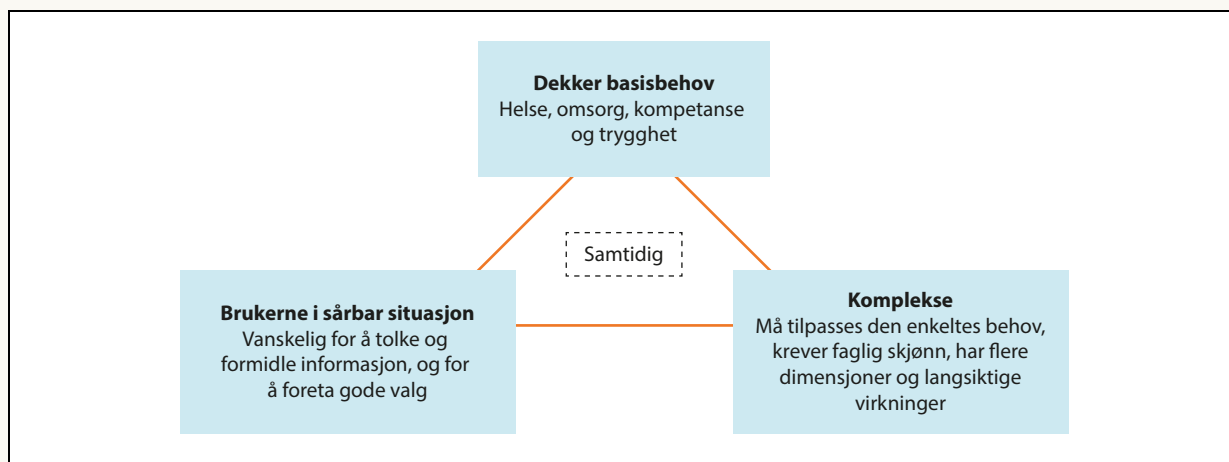 Dekker basisbehov
Helse, omsorg, kompetanse
og trygghet
Samtidig
Brukerne i sårbar situasjon
Vanskelig for å tolke og
formidle informasjon, og for
å foreta gode valg
Komplekse
Må tilpasses den enkeltes behov,
krever faglig skjønn, har flere
dimensjoner og langsiktige
virkninger